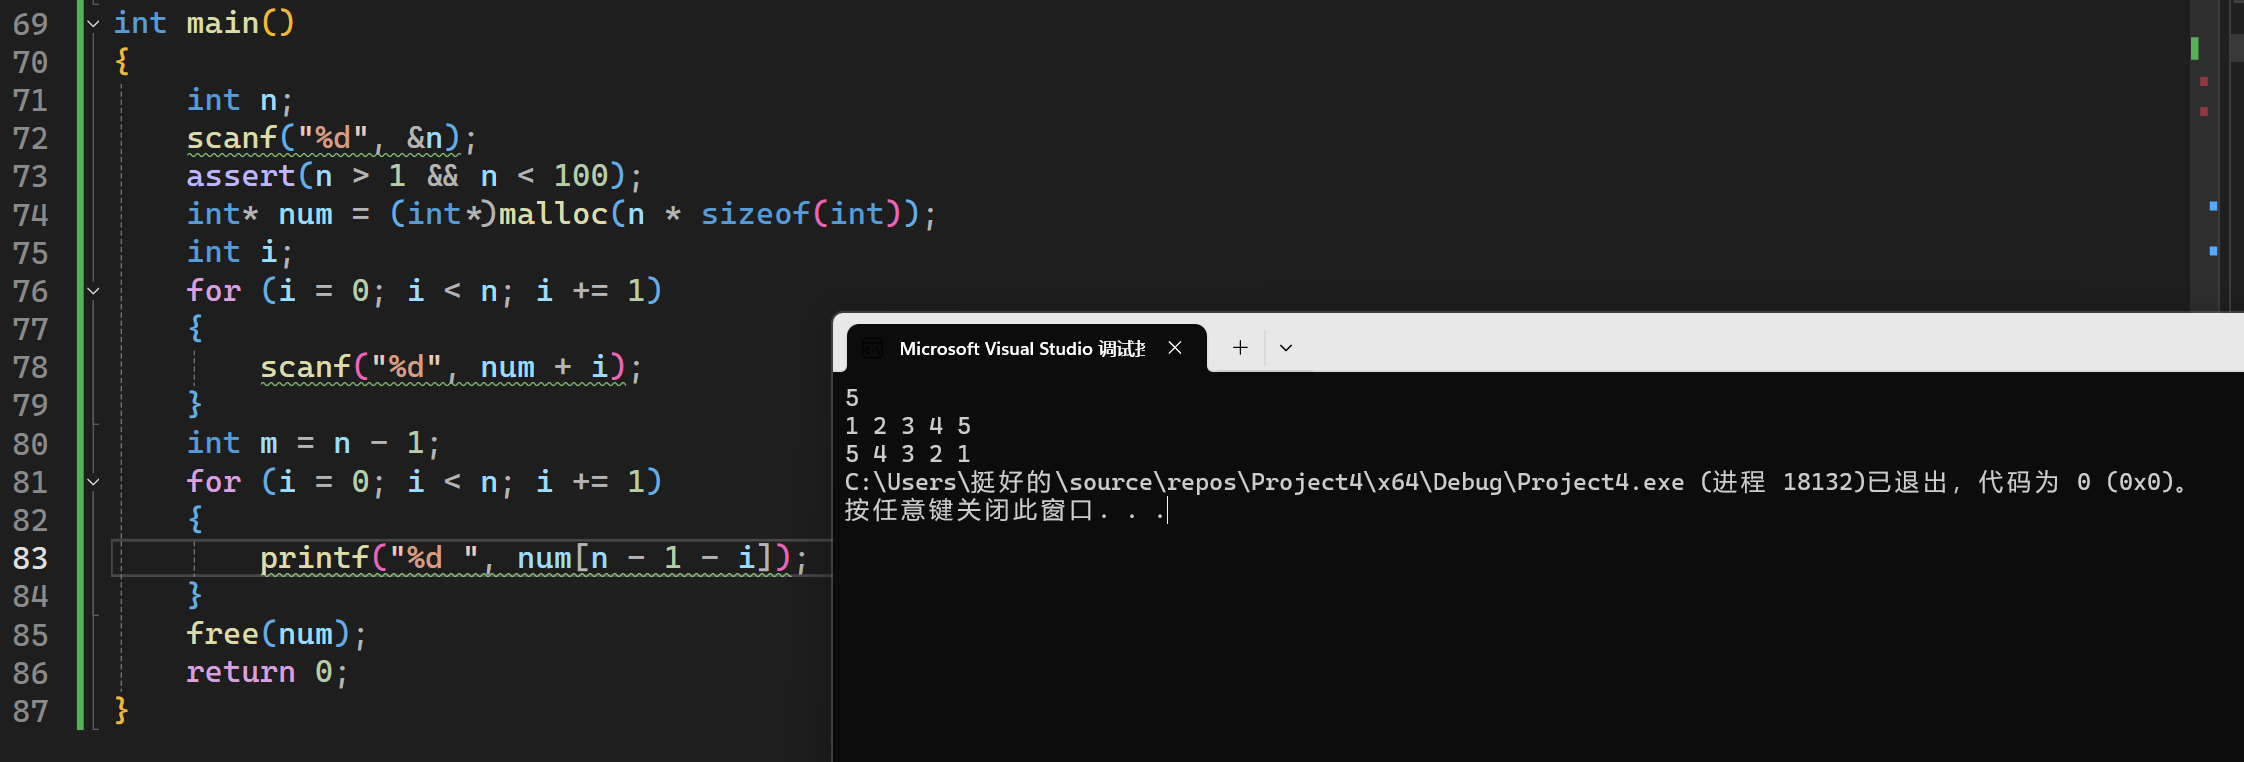 69 int main()
70 {
71 int n;
72 scanf("%d", &n);
73 assert(n > 1 && n < 100);
74 int* num = (int*)malloc(n * sizeof(int));
75 int i;
76 for (i = 0; i < n; i += 1)
77 {
78 scanf("%d", num + i);
79 }
80 int m = n - 1;
81 for (i = 0; i < n; i += 1)
82 {
83 printf("%d ", num[n - 1 - i]);
84 }
85 free(num);
86 return 0;
87 }
Microsoft Visual Studio 调试
5
1 2 3 4 5
5 4 3 2 1
C:\Users\挺好的\source\repos\Project4\x64\Debug\Project4.exe (进程 18132)已退出，代码为 0 (0x0)。
按任意键关闭此窗口. . .